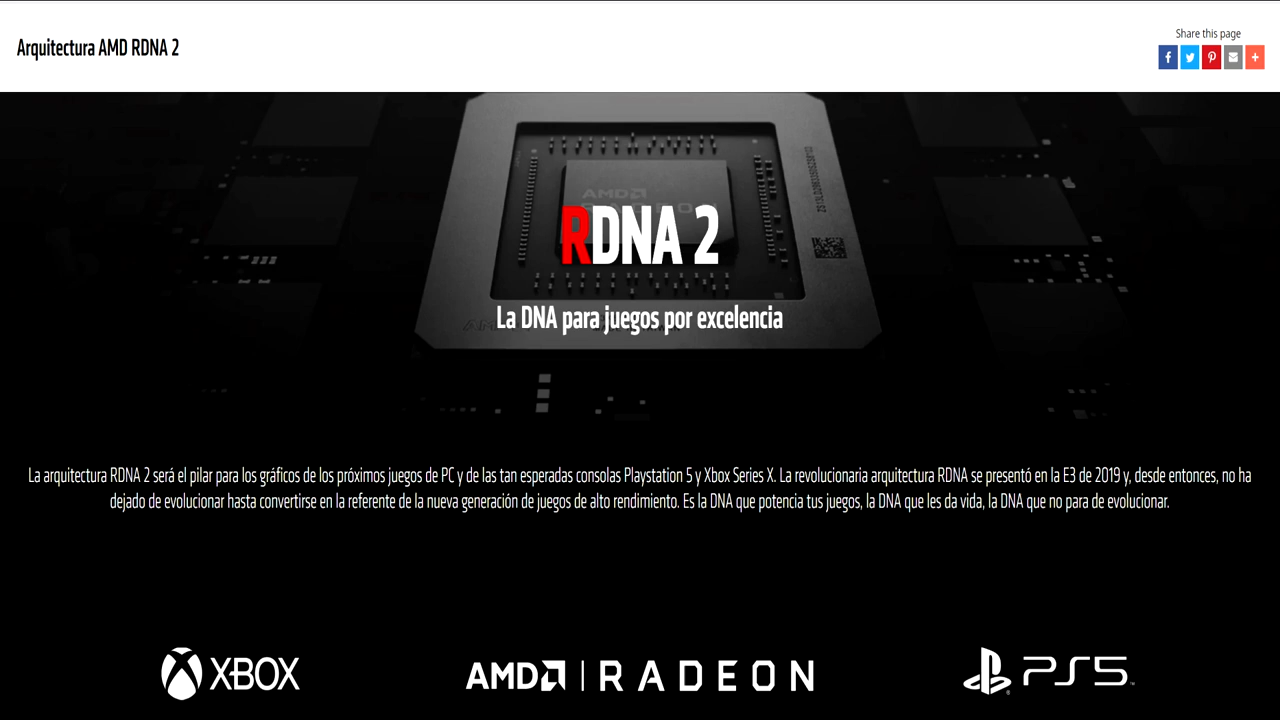 Arquitectura AMD RDNA 2
Share this page
AMD
RDNA 2
La DNA para juegos por excelencia
La arquitectura RDNA 2 será el pilar para los gráficos de los próximos juegos de PC y de las tan esperadas consolas Playstation 5 y Xbox Series X. La revolucionaria arquitectura RDNA se presentó en la E3 de 2019 y, desde entonces, no ha
dejado de evolucionar hasta convertirse en la referente de la nueva generación de juegos de alto rendimiento. Es la DNA que potencia tus juegos, la DNA que les da vida, la DNA que no para de evolucionar.
XBOX
AMD | RADEON
PS5